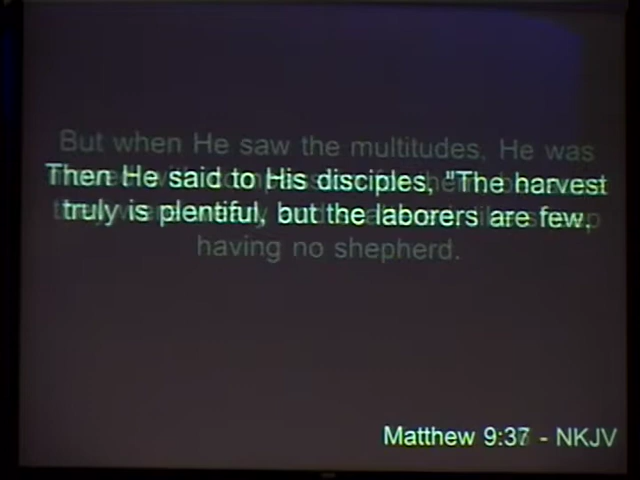 But when He saw the multitudes, He was
Then He said to His disciples, "The harvest
truly is plentiful, but the laborers are few.
having no shepherd.
Matthew 9:37 - NKJV